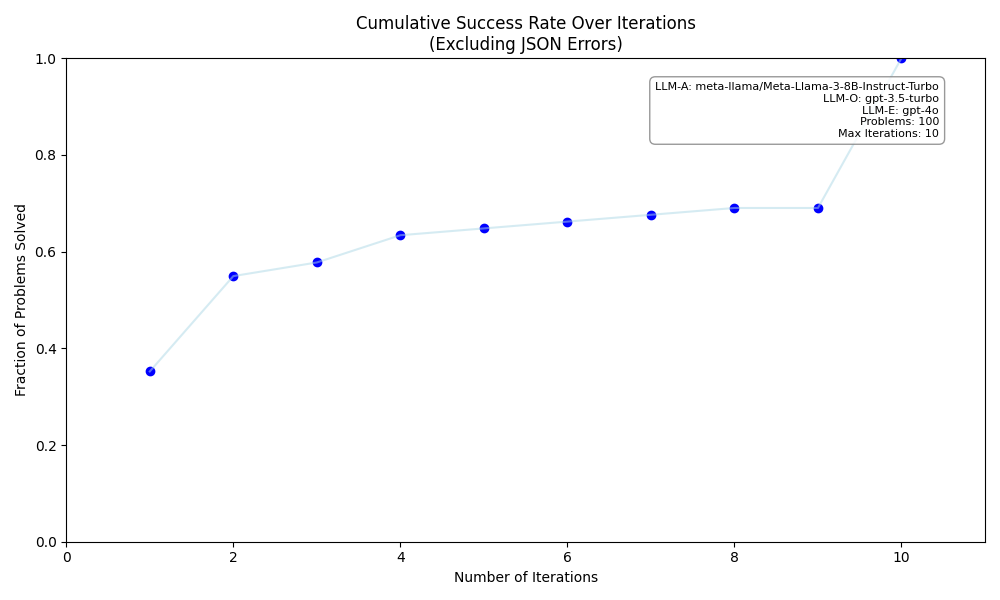 Cumulative Success Rate Over Iterations
(Excluding JSON Errors)
LLM-A: meta-llama/Meta-Llama-3-8B-Instruct-Turbo
LLM-O: gpt-3.5-turbo
LLM-E: gpt-4o
Problems: 100
Max Iterations: 10
Fraction of Problems Solved
1.0
0.8
0.6
0.4
0.2
0.0
0 2 4 6 8 10
Number of Iterations